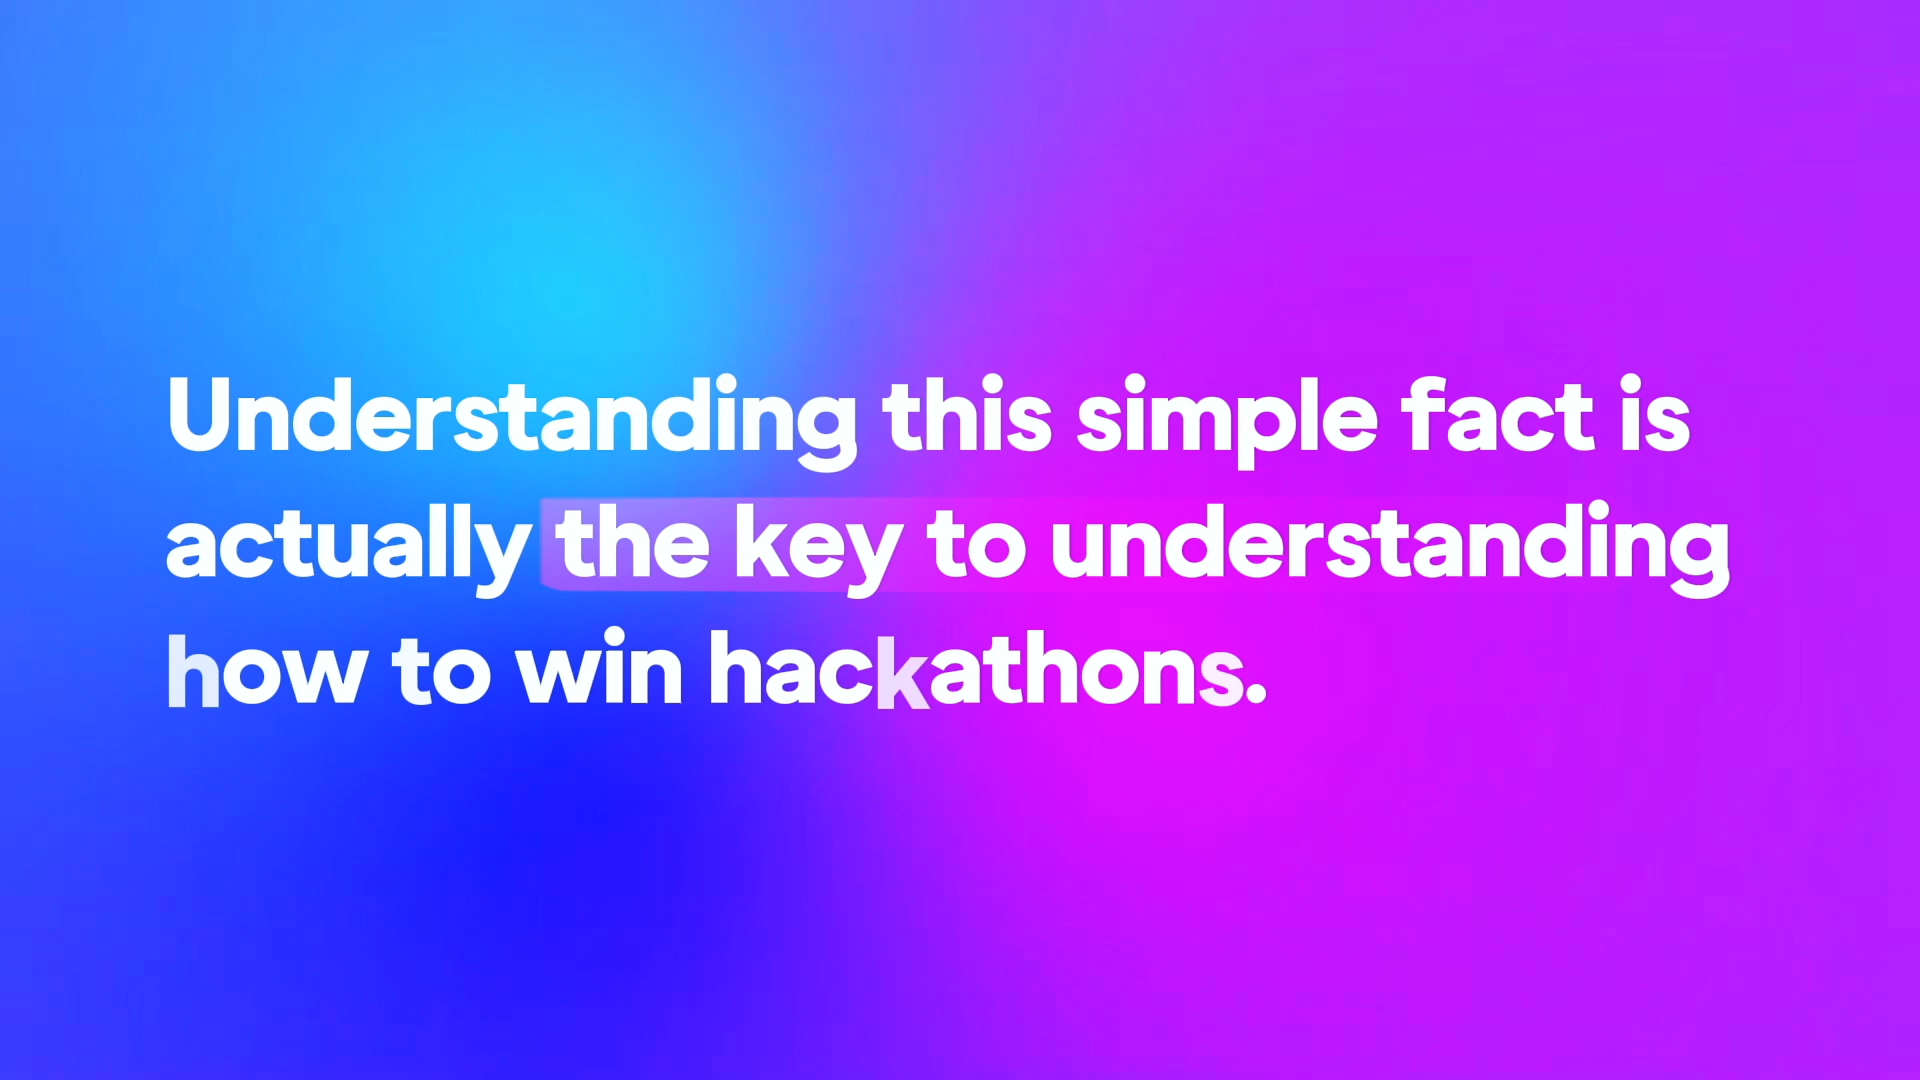 Understanding this simple fact is
actually the key to understanding
how to win hackathons.